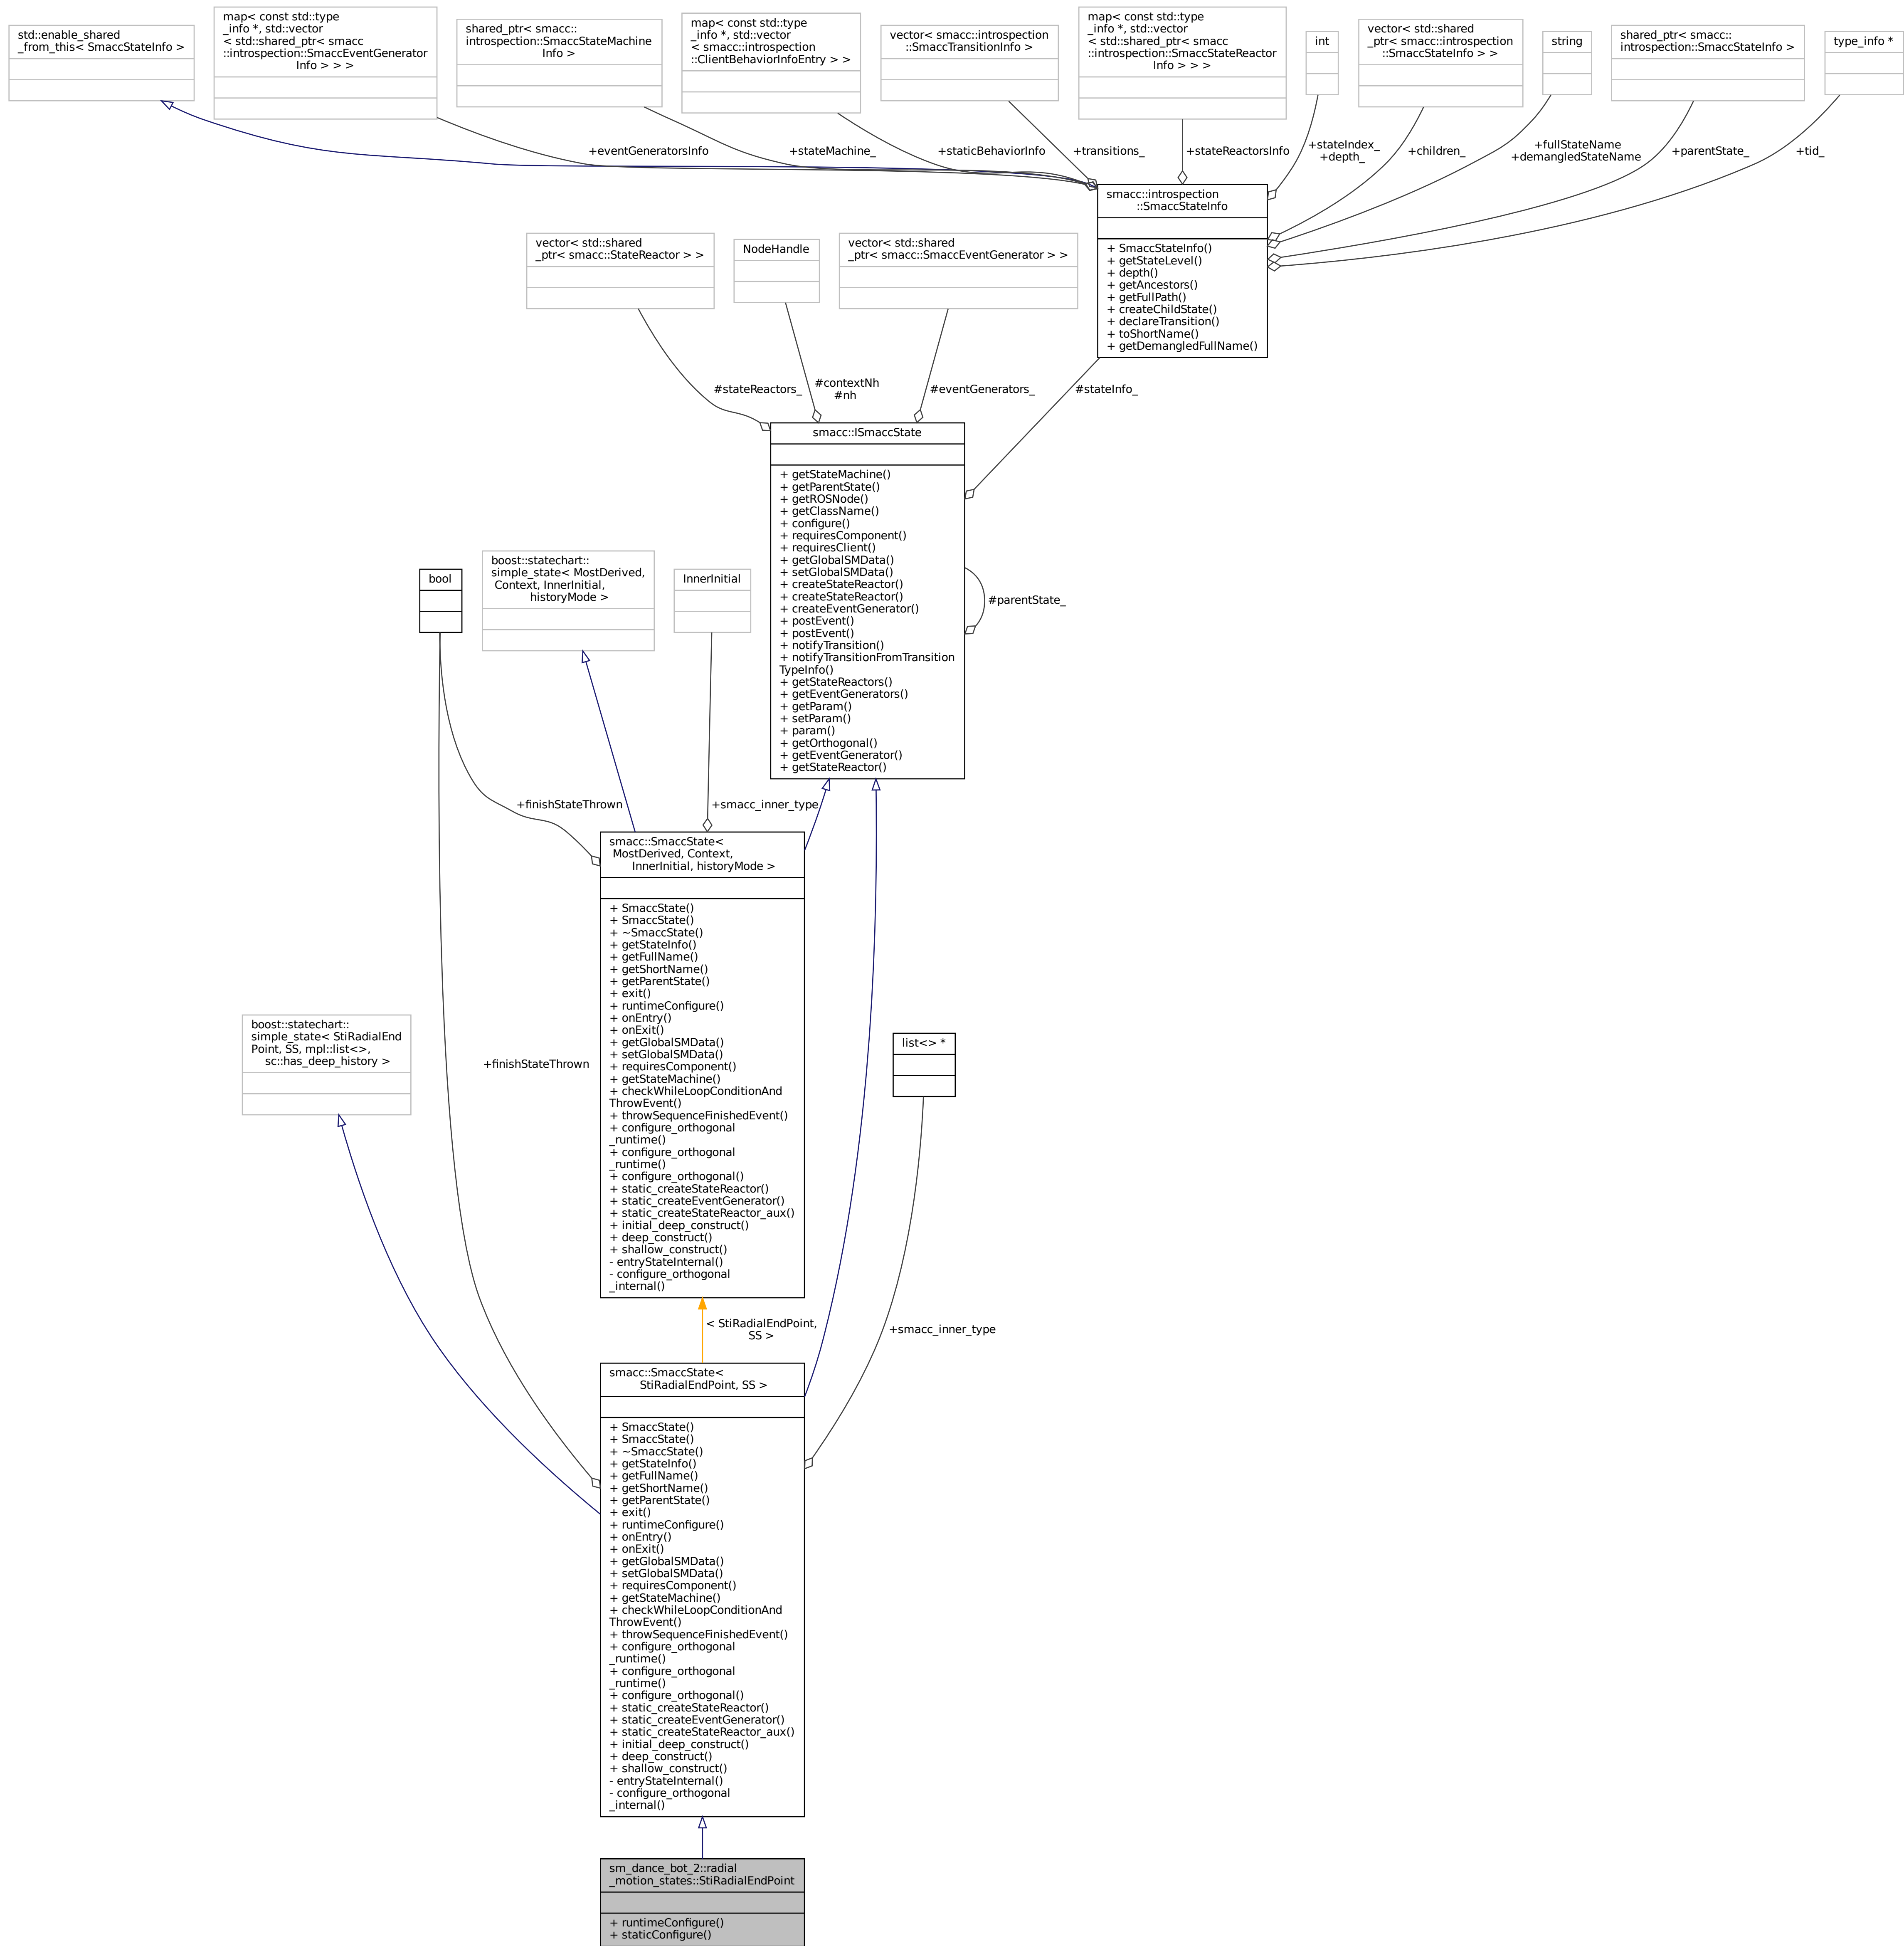 std::enable_shared
_from_this< SmaccStateInfo >
map< const std::type
_info *, std::vector
< std::shared_ptr< smacc
::introspection::SmaccEventGenerator
Info > > >
shared_ptr< smacc::
introspection::SmaccStateMachine
Info >
map< const std::type
_info *, std::vector
< smacc::introspection
::ClientBehaviorInfoEntry > >
vector< smacc::introspection
::SmaccTransitionInfo >
map< const std::type
_info *, std::vector
< std::shared_ptr< smacc
::introspection::SmaccStateReactor
Info > > >
int
vector< std::shared
_ptr< smacc::introspection
::SmaccStateInfo > >
string
shared_ptr< smacc::
introspection::SmaccStateInfo >
type_info *
+eventGeneratorsInfo
+stateMachine_
+staticBehaviorInfo
+transitions_
+stateReactorsInfo
+stateIndex_
+depth_
+children_
+fullStateName
+demangledStateName
+parentState_
+tid_
smacc::introspection
::SmaccStateInfo
+ SmaccStateInfo()
+ getStateLevel()
+ depth()
+ getAncestors()
+ getFullPath()
+ createChildState()
+ declareTransition()
+ toShortName()
+ getDemangledFullName()
vector< std::shared
_ptr< smacc::StateReactor > >
NodeHandle
vector< std::shared
_ptr< smacc::SmaccEventGenerator > >
#stateReactors_
#contextNh
#nh
#eventGenerators_
#stateInfo_
smacc::ISmaccState
+ getStateMachine()
+ getParentState()
+ getROSNode()
+ getClassName()
+ configure()
+ requiresComponent()
+ requiresClient()
+ getGlobalSMData()
+ setGlobalSMData()
+ createStateReactor()
+ createStateReactor()
+ createEventGenerator()
+ postEvent()
+ postEvent()
+ notifyTransition()
+ notifyTransitionFromTransition
TypeInfo()
+ getStateReactors()
+ getEventGenerators()
+ getParam()
+ setParam()
+ param()
+ getOrthogonal()
+ getEventGenerator()
+ getStateReactor()
#parentState_
bool
boost::statechart::
simple_state< MostDerived,
Context, InnerInitial,
historyMode >
InnerInitial
+finishStateThrown
+smacc_inner_type
smacc::SmaccState<
MostDerived, Context,
InnerInitial, historyMode >
+ SmaccState()
+ SmaccState()
+ ~SmaccState()
+ getStateInfo()
+ getFullName()
+ getShortName()
+ getParentState()
+ exit()
+ runtimeConfigure()
+ onEntry()
+ onExit()
+ getGlobalSMData()
+ setGlobalSMData()
+ requiresComponent()
+ getStateMachine()
+ checkWhileLoopConditionAnd
ThrowEvent()
+ throwSequenceFinishedEvent()
+ configure_orthogonal
_runtime()
+ configure_orthogonal
_runtime()
+ configure_orthogonal()
+ static_createStateReactor()
+ static_createEventGenerator()
+ static_createStateReactor_aux()
+ initial_deep_construct()
+ deep_construct()
+ shallow_construct()
- entryStateInternal()
- configure_orthogonal
_internal()
boost::statechart::
simple_state< StiRadialEnd
Point, SS, mpl::list<>,
sc::has_deep_history >
+finishStateThrown
list<> *
< StiRadialEndPoint,
SS >
+smacc_inner_type
smacc::SmaccState<
StiRadialEndPoint, SS >
+ SmaccState()
+ SmaccState()
+ ~SmaccState()
+ getStateInfo()
+ getFullName()
+ getShortName()
+ getParentState()
+ exit()
+ runtimeConfigure()
+ onEntry()
+ onExit()
+ getGlobalSMData()
+ setGlobalSMData()
+ requiresComponent()
+ getStateMachine()
+ checkWhileLoopConditionAnd
ThrowEvent()
+ throwSequenceFinishedEvent()
+ configure_orthogonal
_runtime()
+ configure_orthogonal
_runtime()
+ configure_orthogonal()
+ static_createStateReactor()
+ static_createEventGenerator()
+ static_createStateReactor_aux()
+ initial_deep_construct()
+ deep_construct()
+ shallow_construct()
- entryStateInternal()
- configure_orthogonal
_internal()
sm_dance_bot_2::radial
_motion_states::StiRadialEndPoint
+ runtimeConfigure()
+ staticConfigure()